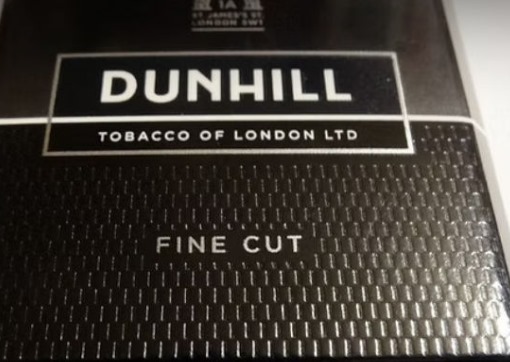 1A
ST JAMES'S ST.
LONDON SW1
DUNHILL
TOBACCO OF LONDON LTD
FINE CUT